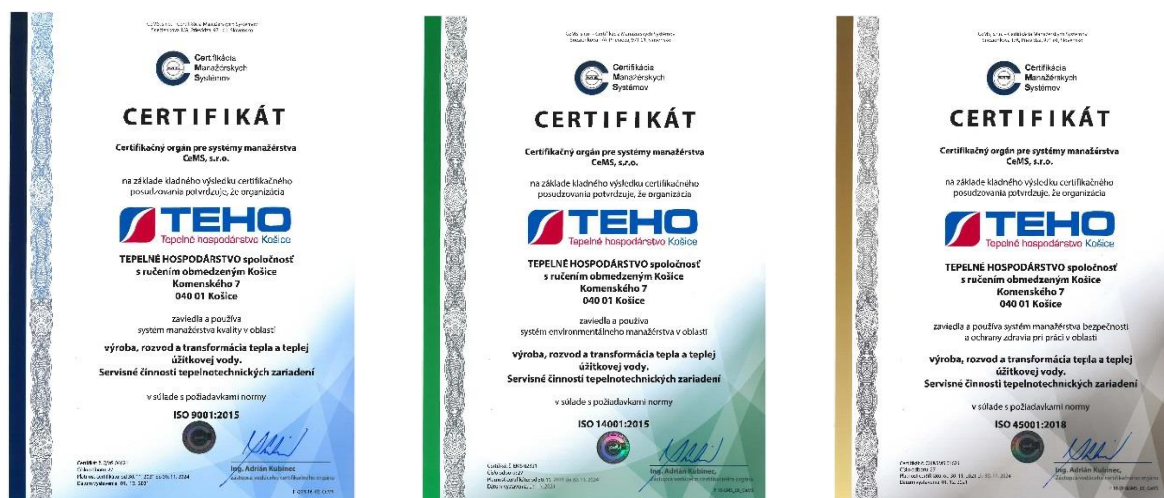 Certifikácia
Manažérskych
Systémov
CERTIFIKÁT
Certifikačný orgán pre systémy manažérstva
CeMS, s.r.o.
na základe kladného výsledku certifikačného
posudzovania potvrdzuje, že organizácia
TEHO
Tepelné hospodárstvo Košice
TEPELNÉ HOSPODÁRSTVO spoločnosť
s ručením obmedzeným Košice
Komenského 7
040 01 Košice
zaviedla a používa
systém manažérstva kvality v oblasti
výroba, rozvod a transformácia tepla a teplej
úžitkovej vody.
Servisné činnosti tepelnotechnických zariadení
v súlade s požiadavkami normy
ISO 9001:2015
Ing. Adrián Kubinec,
Certifikácia
Manažérskych
Systémov
CERTIFIKÁT
Certifikačný orgán pre systémy manažérstva
CeMS, s.r.o.
na základe kladného výsledku certifikačného
posudzovania potvrdzuje, že organizácia
TEHO
Tepelné hospodárstvo Košice
TEPELNÉ HOSPODÁRSTVO spoločnosť
s ručením obmedzeným Košice
Komenského 7
040 01 Košice
zaviedla a používa
systém environmentálneho manažérstva v oblasti
výroba, rozvod a transformácia tepla a teplej
úžitkovej vody.
Servisné činnosti tepelnotechnických zariadení
v súlade s požiadavkami normy
ISO 14001:2015
Ing. Adrián Kubinec,
Certifikácia
Manažérskych
Systémov
CERTIFIKÁT
Certifikačný orgán pre systémy manažérstva
CeMS, s.r.o.
na základe kladného výsledku certifikačného
posudzovania potvrdzuje, že organizácia
TEHO
Tepelné hospodárstvo Košice
TEPELNÉ HOSPODÁRSTVO spoločnosť
s ručením obmedzeným Košice
Komenského 7
040 01 Košice
zaviedla a používa systém manažérstva bezpečnosti
a ochrany zdravia pri práci v oblasti
výroba, rozvod a transformácia tepla a teplej
úžitkovej vody.
Servisné činnosti tepelnotechnických zariadení
v súlade s požiadavkami normy
ISO 45001:2018
Ing. Adrián Kubinec,